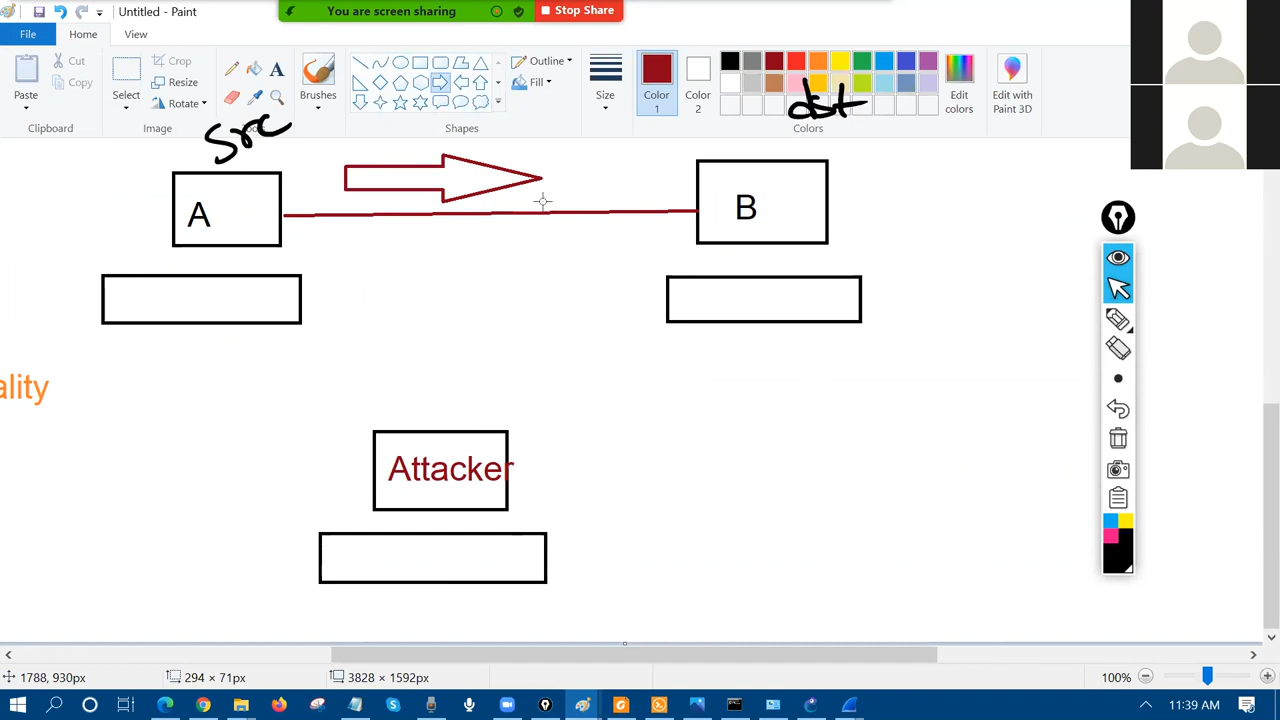 Untitled - Paint
You are screen sharing
Stop Share
File
Home
View
Paste
Cut
Copy
Clipboard
Select
Crop
Resize
Rotate
Image
Tools
Brushes
Shapes
Outline
Fill
Size
Color 1
Color 2
Colors
Edit colors
Edit with Paint 3D
src
dst
A
B
ality
Attacker
1788, 930px
294 × 71px
3828 × 1592px
100%
11:39 AM